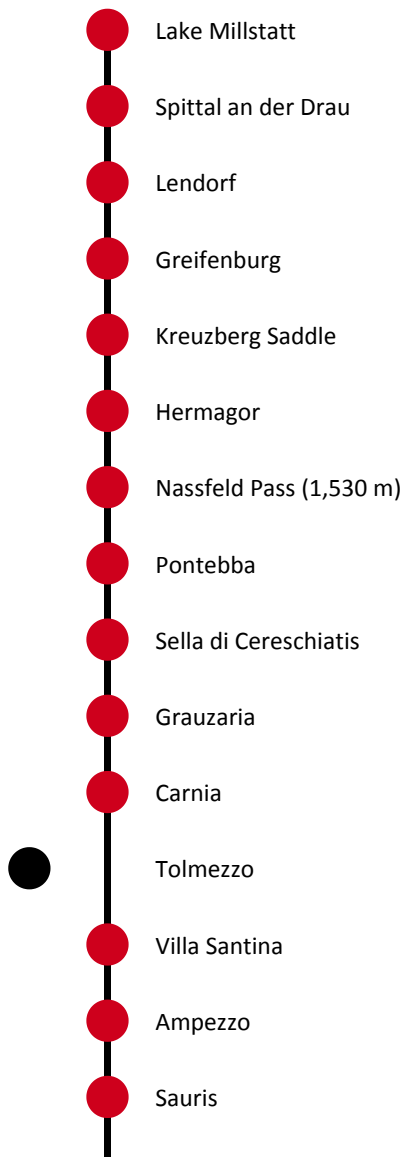 Lake Millstatt
Spittal an der Drau
Lendorf
Greifenburg
Kreuzberg Saddle
Hermagor
Nassfeld Pass (1,530 m)
Pontebba
Sella di Cereschiatis
Grauzaria
Carnia
Tolmezzo
Villa Santina
Ampezzo
Sauris